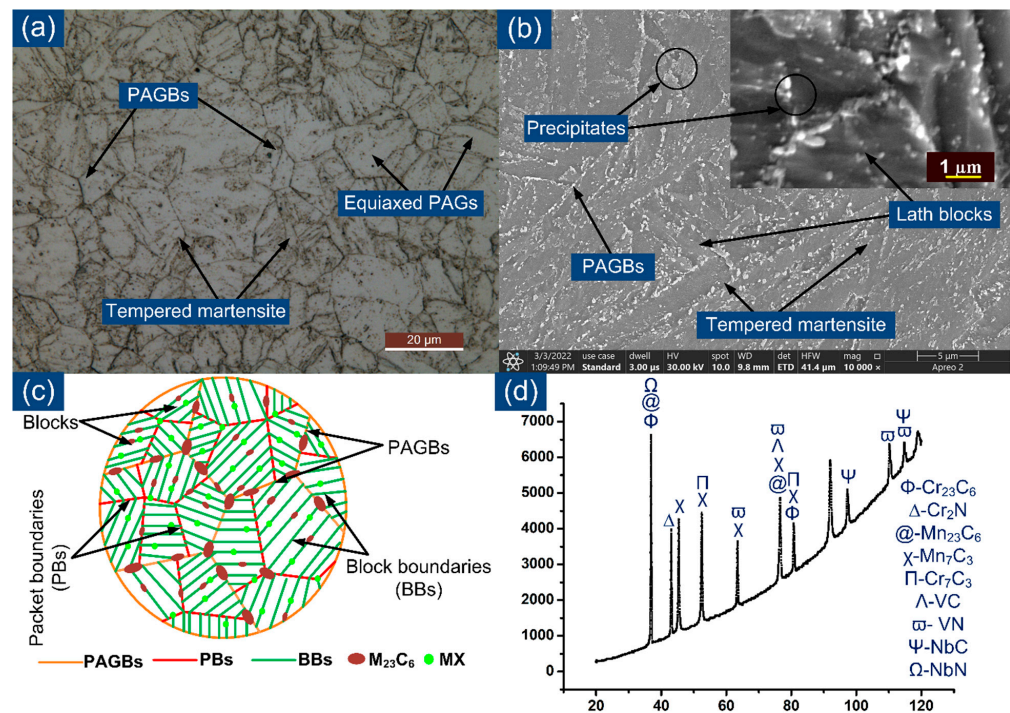 (a)
PAGBs
Equiaxed PAGs
Tempered martensite
20 µm
(b)
Precipitates
1 µm
Lath blocks
PAGBs
Tempered martensite
3/3/2022
1:09:49 PM
use case
Standard
dwell
3.00 µs
HV
30.00 kV
spot
10.0
WD
9.8 mm
det
ETD
HFW
41.4 µm
mag
10 000 ×
5 µm
Apreo 2
(c)
Blocks
PAGBs
Packet boundaries
(PBs)
Block boundaries
(BBs)
PAGBs PBs BBs M₂₃C₆ MX
(d)
7000
6000
5000
4000
3000
2000
1000
0
20 40 60 80 100 120
Ω
@
Φ
Δ
χ
Π
χ
ϖ
χ
ϖ
Λ
χ
@
Π
χ
Φ
Ψ
ϖ
Ψ
ϖ
Φ-Cr₂₃C₆
Δ-Cr₂N
@-Mn₂₃C₆
χ-Mn₇C₃
Π-Cr₇C₃
Λ-VC
ϖ- VN
Ψ-NbC
Ω-NbN